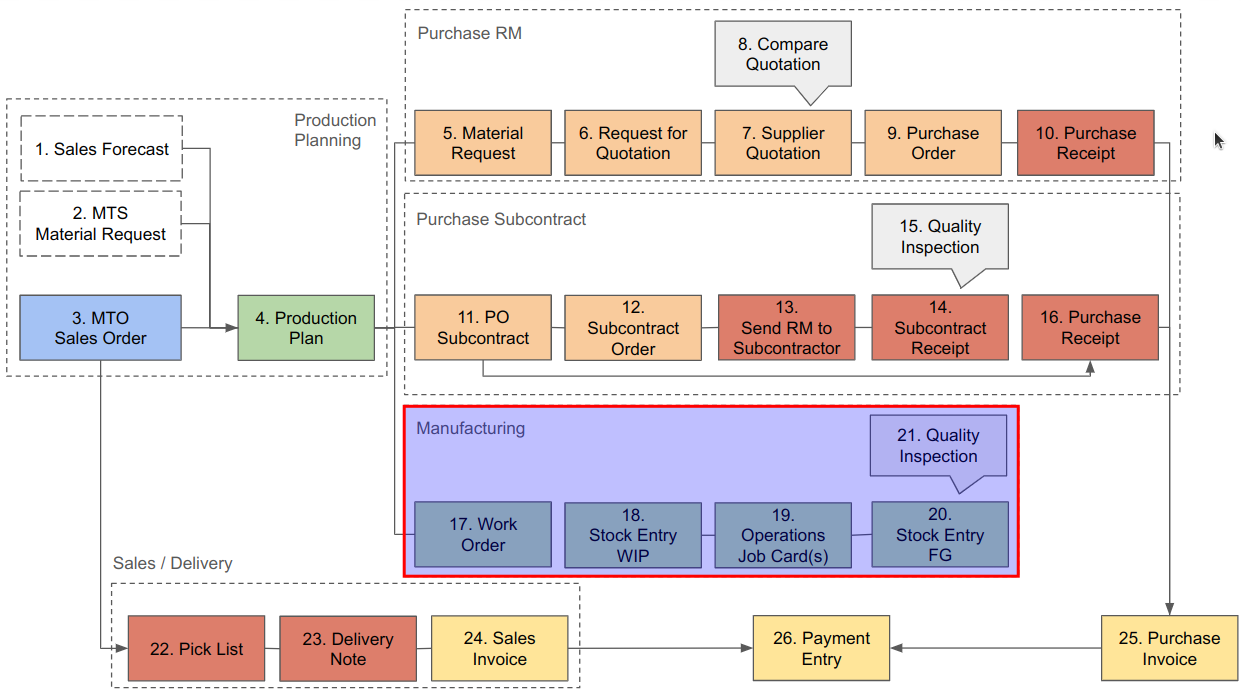 Purchase RM
8. Compare
Quotation
Production
Planning
1. Sales Forecast
5. Material
Request
6. Request for
Quotation
7. Supplier
Quotation
9. Purchase
Order
10. Purchase
Receipt
2. MTS
Material Request
Purchase Subcontract
15. Quality
Inspection
3. MTO
Sales Order
4. Production
Plan
11. PO
Subcontract
12.
Subcontract
Order
13.
Send RM to
Subcontractor
14.
Subcontract
Receipt
16. Purchase
Receipt
Manufacturing
21. Quality
Inspection
17. Work
Order
18.
Stock Entry
WIP
19.
Operations
Job Card(s)
20.
Stock Entry
FG
Sales / Delivery
22. Pick List
23. Delivery
Note
24. Sales
Invoice
26. Payment
Entry
25. Purchase
Invoice